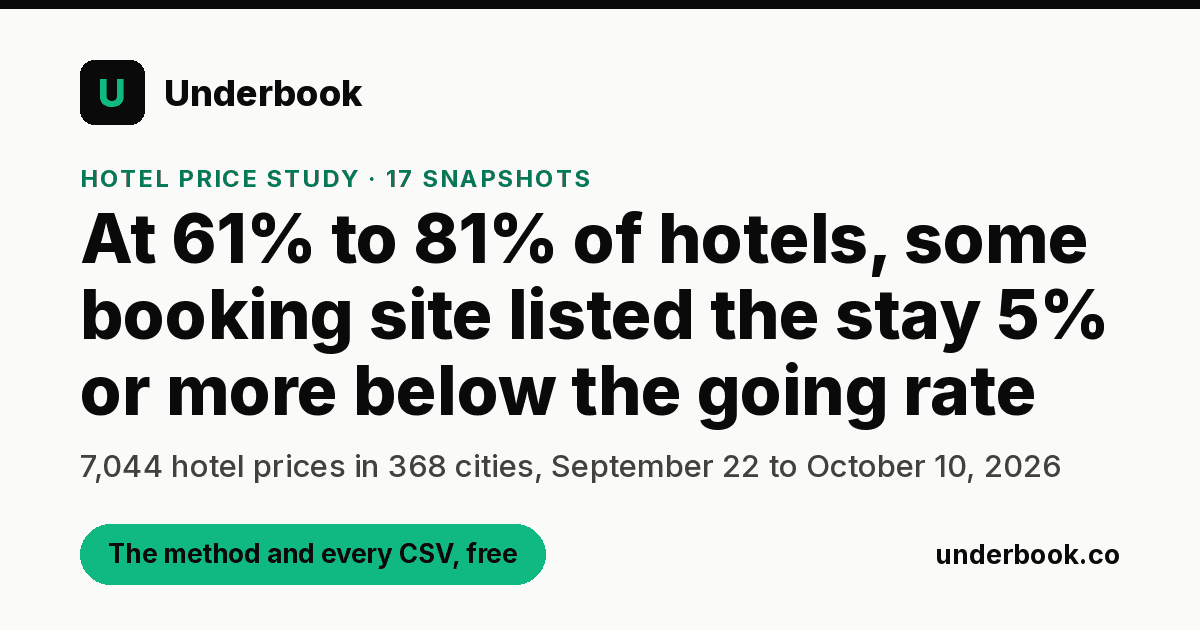 U Underbook
HOTEL PRICE STUDY · 17 SNAPSHOTS
At 61% to 81% of hotels, some
booking site listed the stay 5%
or more below the going rate
7,044 hotel prices in 368 cities, September 22 to October 10, 2026
The method and every CSV, free
underbook.co